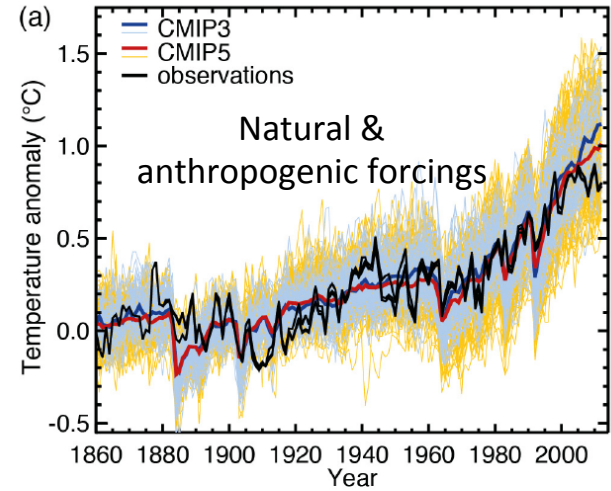 (a)
CMIP3
CMIP5
observations
Natural &
anthropogenic forcings
Temperature anomaly (°C)
1.5
1.0
0.5
0.0
-0.5
1860 1880 1900 1920 1940 1960 1980 2000
Year